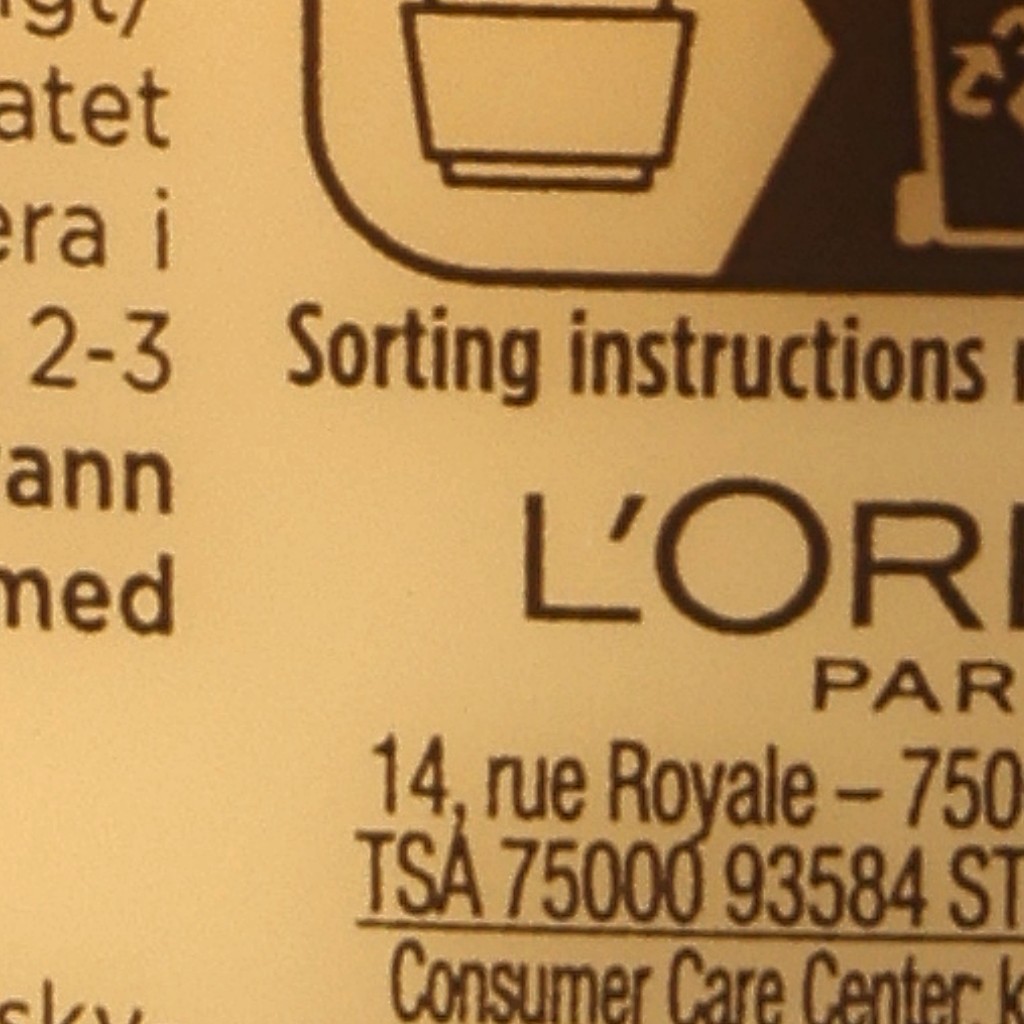 atet
era i
2-3
ann
med
sky
Sorting instructions
L'OR
PAR
14, rue Royale – 750
TSA 75000 93584 ST
Consumer Care Center: k